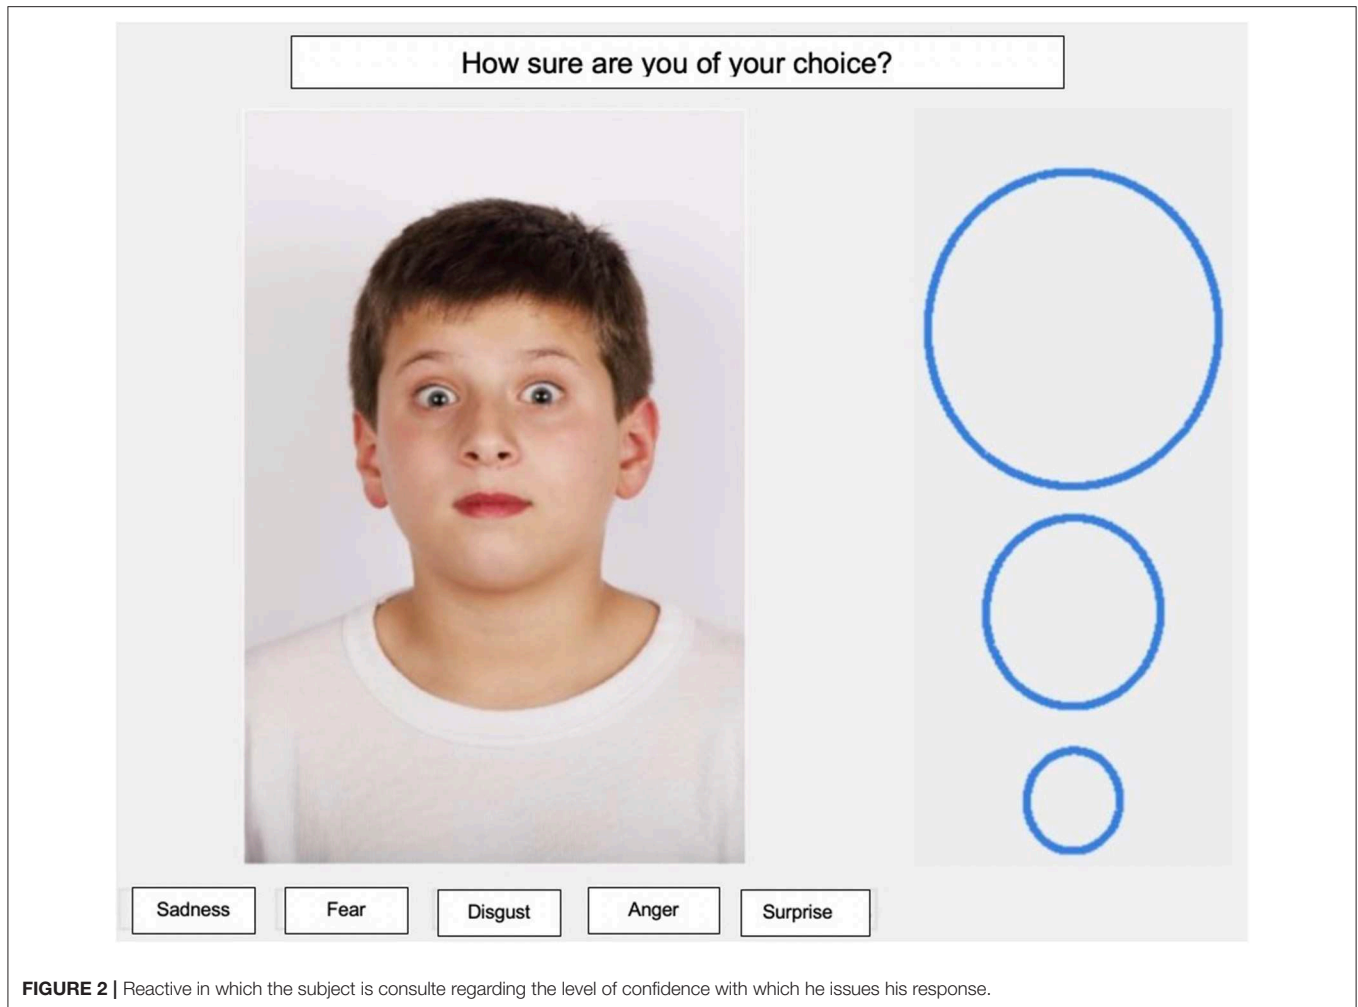 How sure are you of your choice?
Sadness Fear Disgust Anger Surprise
FIGURE 2 | Reactive in which the subject is consulte regarding the level of confidence with which he issues his response.